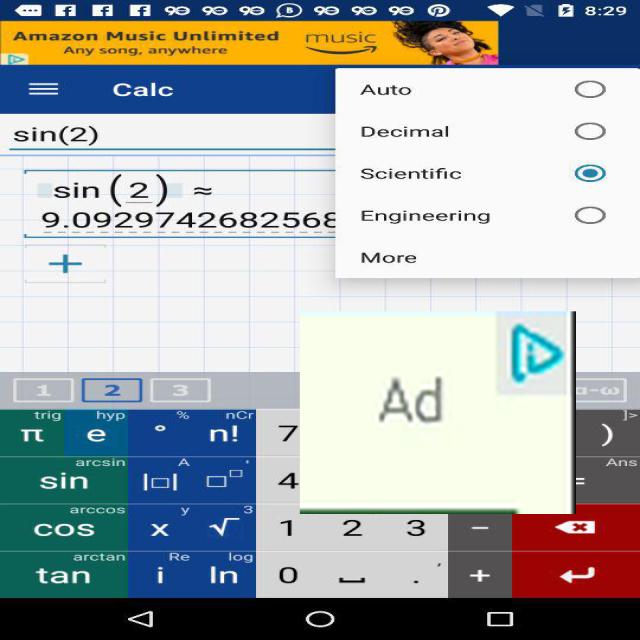 8:29
Amazon Music Unlimited
Any song, anywhere
music
Calc
Auto
Decimal
Scientific
Engineering
More
sin(2)
sin(2) ≈
9.0929742682568
+
1 2 3 α-ω
trig hyp % nCr ]>
π e ° n! 7 )
Ad
arcsin A ' Ans
sin |□| □□ 4 =
arccos y 3
cos x √ 1 2 3 −
arctan Re log ,
tan i ln 0 ⎵ . +